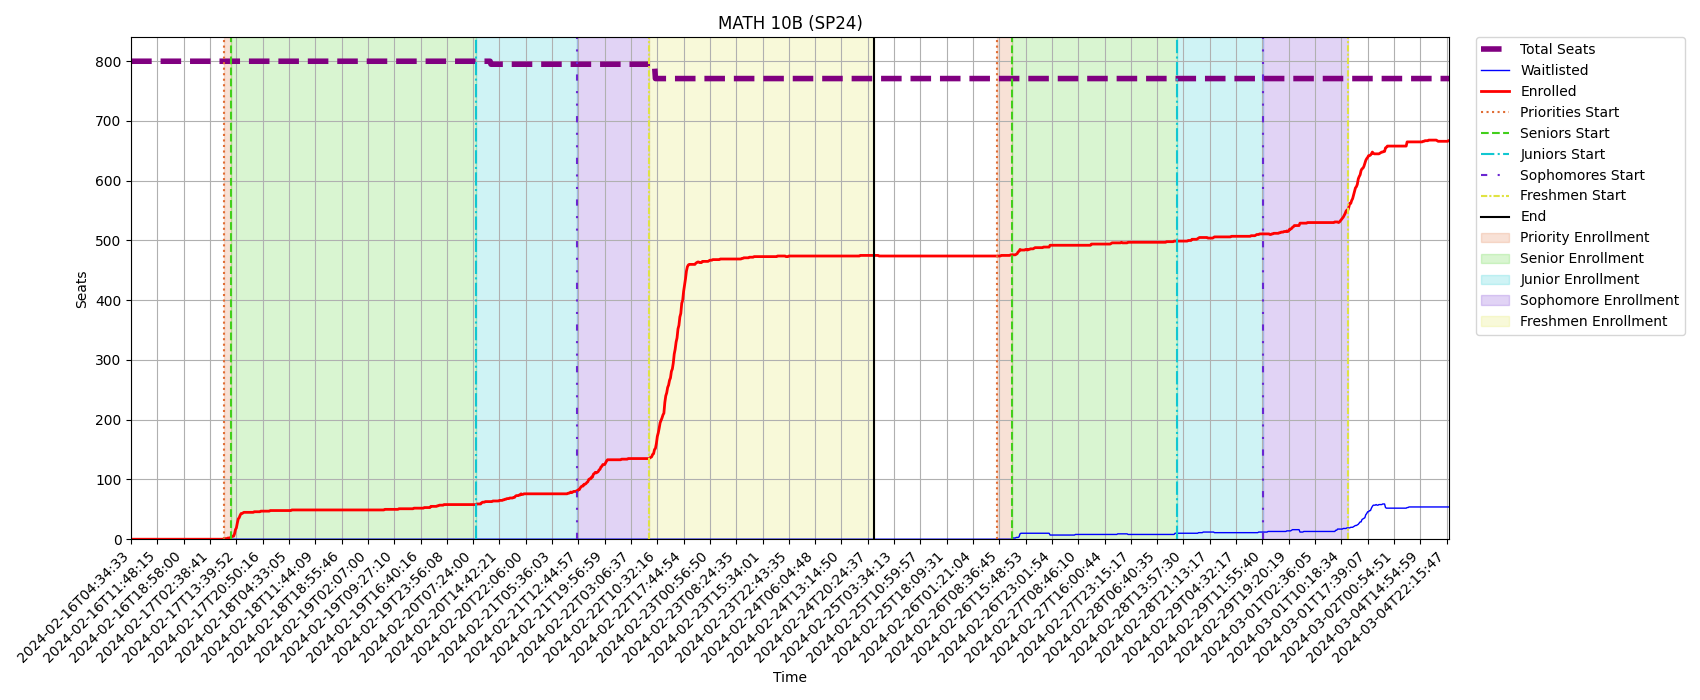 MATH 10B (SP24)
Total Seats
Waitlisted
Enrolled
Priorities Start
Seniors Start
Juniors Start
Sophomores Start
Freshmen Start
End
Priority Enrollment
Senior Enrollment
Junior Enrollment
Sophomore Enrollment
Freshmen Enrollment
Seats
800
700
600
500
400
300
200
100
0
2024-02-16T04:34:33
2024-02-16T11:48:15
2024-02-16T18:58:00
2024-02-17T02:38:41
2024-02-17T13:39:52
2024-02-17T20:50:16
2024-02-18T04:33:05
2024-02-18T11:44:09
2024-02-18T18:55:46
2024-02-19T02:07:00
2024-02-19T09:27:10
2024-02-19T16:40:16
2024-02-19T23:56:08
2024-02-20T07:24:00
2024-02-20T14:42:21
2024-02-20T22:06:00
2024-02-21T05:36:03
2024-02-21T12:44:57
2024-02-21T19:56:59
2024-02-22T03:06:37
2024-02-22T10:32:16
2024-02-22T17:44:54
2024-02-23T00:56:50
2024-02-23T08:24:35
2024-02-23T15:34:01
2024-02-23T22:43:35
2024-02-24T06:04:48
2024-02-24T13:14:50
2024-02-24T20:24:37
2024-02-25T03:34:13
2024-02-25T10:59:57
2024-02-25T18:09:31
2024-02-26T01:21:04
2024-02-26T08:36:45
2024-02-26T15:48:53
2024-02-26T23:01:54
2024-02-27T08:46:10
2024-02-27T16:00:44
2024-02-27T23:15:17
2024-02-28T06:40:35
2024-02-28T13:57:30
2024-02-28T21:13:17
2024-02-29T04:32:17
2024-02-29T11:55:40
2024-02-29T19:20:19
2024-03-01T02:36:05
2024-03-01T10:18:34
2024-03-01T17:39:07
2024-03-02T00:54:51
2024-03-04T14:54:59
2024-03-04T22:15:47
Time